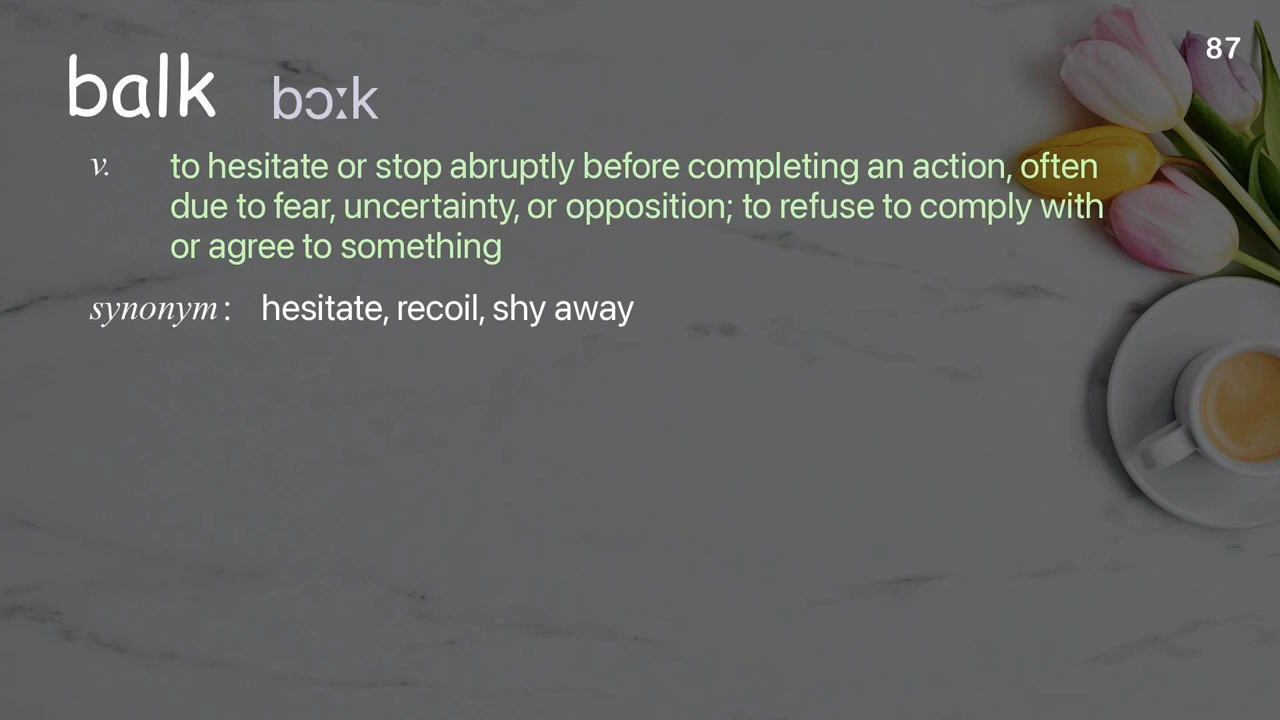 87
balk bɔːk
v. to hesitate or stop abruptly before completing an action, often
due to fear, uncertainty, or opposition; to refuse to comply with
or agree to something
synonym : hesitate, recoil, shy away